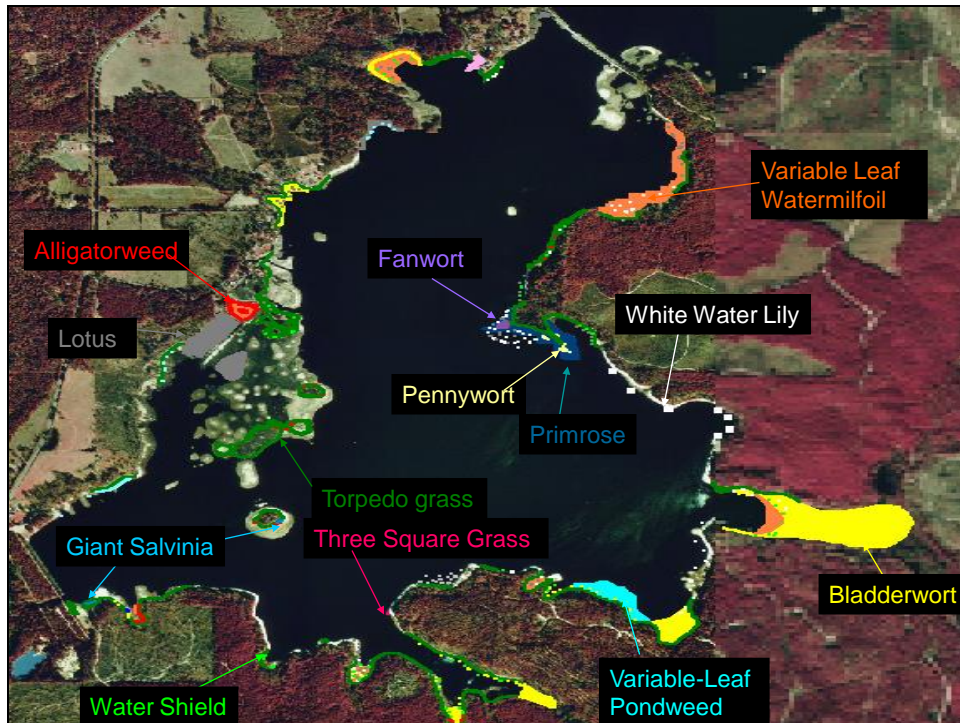 Variable Leaf
Watermilfoil
Alligatorweed
Fanwort
White Water Lily
Lotus
Pennywort
Primrose
Torpedo grass
Giant Salvinia
Three Square Grass
Bladderwort
Water Shield
Variable-Leaf
Pondweed